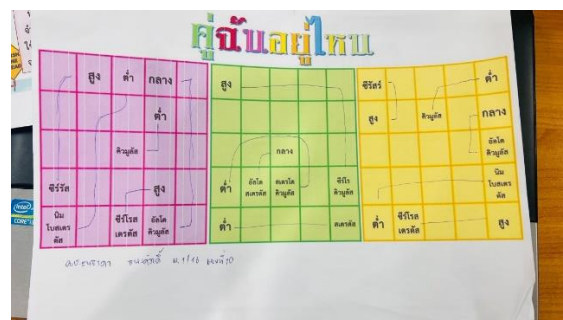 คู่ฉันอยู่ไหน
สูง ต่ำ กลาง
ต่ำ
คิวมูลัส
ซีร์รัส สูง
นิมโบสเตรตัส ซีร์โรสเตรตัส อัลโตคิวมูลัส
สูง
กลาง
ต่ำ อัลโตสเตรตัส สเตรโตคิวมูลัส ซีร์โรคิวมูลัส
ต่ำ สเตรตัส
ซีรัสร์ ต่ำ
สูง คิวมูลัส กลาง
อัลโตคิวมูลัส
นิมโบสเตรตัส
ต่ำ ซีร์โรสเตรตัส สูง
intel